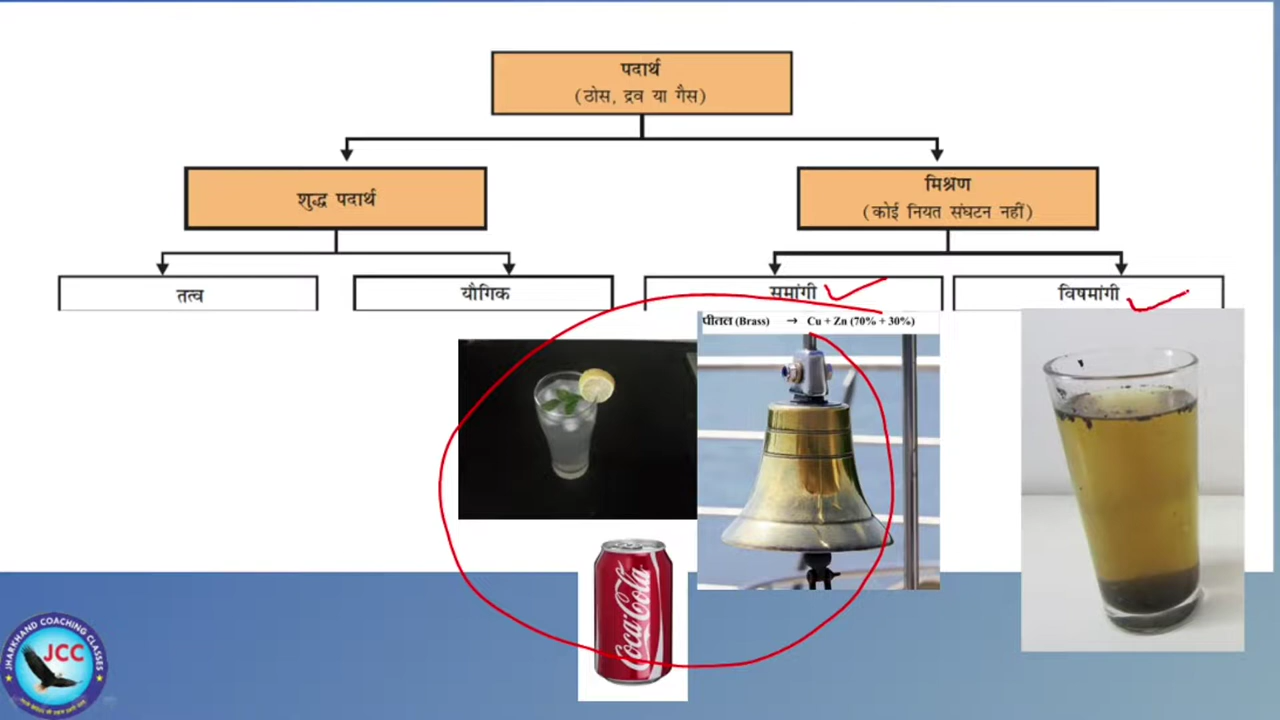 पदार्थ
(ठोस, द्रव या गैस)
शुद्ध पदार्थ
मिश्रण
(कोई नियत संघटन नहीं)
तत्व
यौगिक
समांगी
विषमांगी
पीतल (Brass) → Cu + Zn (70% + 30%)
Coca-Cola
JHARKHAND COACHING CLASSES
JCC